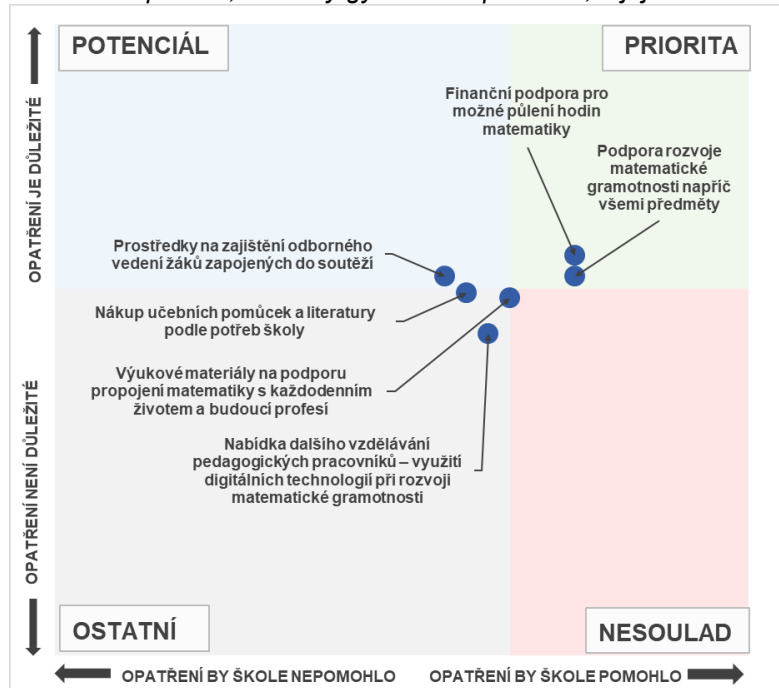 POTENCIÁL
PRIORITA
Finanční podpora pro
možné půlení hodin
matematiky
Podpora rozvoje
matematické
gramotnosti napříč
všemi předměty
OPATŘENÍ JE DŮLEŽITÉ
Prostředky na zajištění odborného
vedení žáků zapojených do soutěží
Nákup učebních pomůcek a literatury
podle potřeb školy
Výukové materiály na podporu
propojení matematiky s každodenním
životem a budoucí profesí
Nabídka dalšího vzdělávání
pedagogických pracovníků – využití
digitálních technologií při rozvoji
matematické gramotnosti
OPATŘENÍ NENÍ DŮLEŽITÉ
OSTATNÍ
NESOULAD
OPATŘENÍ BY ŠKOLE NEPOMOHLO
OPATŘENÍ BY ŠKOLE POMOHLO